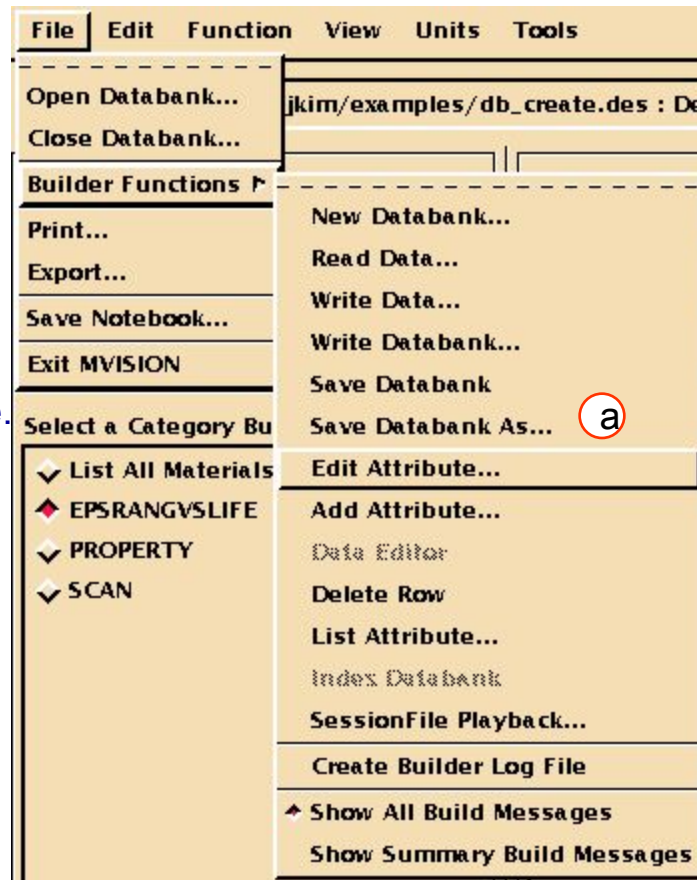 File Edit Function View Units Tools
Open Databank...
jkim/examples/db_create.des : De
Close Databank...
Builder Functions
Print...
Export...
Save Notebook...
Exit MVISION
New Databank...
Read Data...
Write Data...
Write Databank...
Save Databank
Save Databank As...
a
Edit Attribute...
Add Attribute...
Data Editor
Delete Row
List Attribute...
Index Databank
SessionFile Playback...
Create Builder Log File
Show All Build Messages
Show Summary Build Messages
Select a Category Bu
List All Materials
EPSRANGVSLIFE
PROPERTY
SCAN